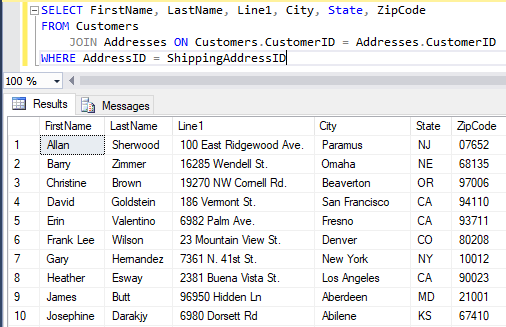 SELECT FirstName, LastName, Line1, City, State, ZipCode
FROM Customers
JOIN Addresses ON Customers.CustomerID = Addresses.CustomerID
WHERE AddressID = ShippingAddressID
100 %
Results Messages
FirstName LastName Line1 City State ZipCode
1 Allan Sherwood 100 East Ridgewood Ave. Paramus NJ 07652
2 Barry Zimmer 16285 Wendell St. Omaha NE 68135
3 Christine Brown 19270 NW Cornell Rd. Beaverton OR 97006
4 David Goldstein 186 Vermont St. San Francisco CA 94110
5 Erin Valentino 6982 Palm Ave. Fresno CA 93711
6 Frank Lee Wilson 23 Mountain View St. Denver CO 80208
7 Gary Hernandez 7361 N. 41st St. New York NY 10012
8 Heather Esway 2381 Buena Vista St. Los Angeles CA 90023
9 James Butt 96950 Hidden Ln Aberdeen MD 21001
10 Josephine Darakjy 6980 Dorsett Rd Abilene KS 67410